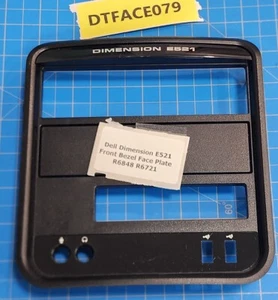 DTFACE079
DIMENSION E521
Dell Dimension E521
Front Bezel Face Plate
R6848 R6721